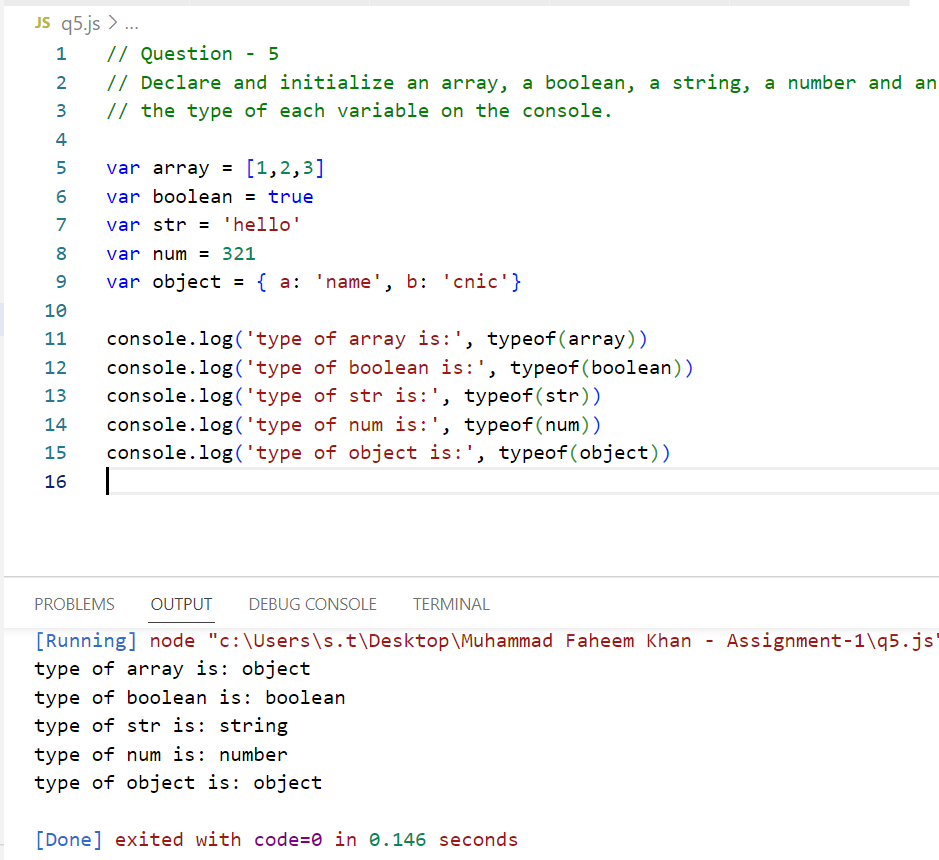 JS q5.js > ...
1 // Question - 5
2 // Declare and initialize an array, a boolean, a string, a number and an
3 // the type of each variable on the console.
4
5 var array = [1,2,3]
6 var boolean = true
7 var str = 'hello'
8 var num = 321
9 var object = { a: 'name', b: 'cnic'}
10
11 console.log('type of array is:', typeof(array))
12 console.log('type of boolean is:', typeof(boolean))
13 console.log('type of str is:', typeof(str))
14 console.log('type of num is:', typeof(num))
15 console.log('type of object is:', typeof(object))
16
PROBLEMS OUTPUT DEBUG CONSOLE TERMINAL
[Running] node "c:\Users\s.t\Desktop\Muhammad Faheem Khan - Assignment-1\q5.js"
type of array is: object
type of boolean is: boolean
type of str is: string
type of num is: number
type of object is: object
[Done] exited with code=0 in 0.146 seconds